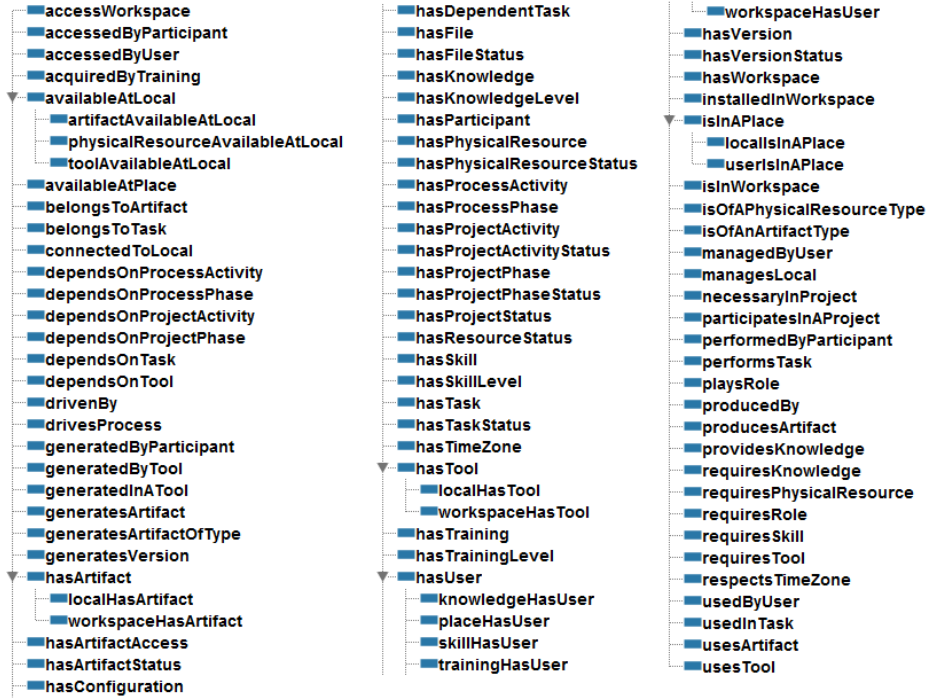 accessWorkspace
accessedByParticipant
accessedByUser
acquiredByTraining
availableAtLocal
artifactAvailableAtLocal
physicalResourceAvailableAtLocal
toolAvailableAtLocal
availableAtPlace
belongsToArtifact
belongsToTask
connectedToLocal
dependsOnProcessActivity
dependsOnProcessPhase
dependsOnProjectActivity
dependsOnProjectPhase
dependsOnTask
dependsOnTool
drivenBy
drivesProcess
generatedByParticipant
generatedByTool
generatedInATool
generatesArtifact
generatesArtifactOfType
generatesVersion
hasArtifact
localHasArtifact
workspaceHasArtifact
hasArtifactAccess
hasArtifactStatus
hasConfiguration
hasDependentTask
hasFile
hasFileStatus
hasKnowledge
hasKnowledgeLevel
hasParticipant
hasPhysicalResource
hasPhysicalResourceStatus
hasProcessActivity
hasProcessPhase
hasProjectActivity
hasProjectActivityStatus
hasProjectPhase
hasProjectPhaseStatus
hasProjectStatus
hasResourceStatus
hasSkill
hasSkillLevel
hasTask
hasTaskStatus
hasTimeZone
hasTool
localHasTool
workspaceHasTool
hasTraining
hasTrainingLevel
hasUser
knowledgeHasUser
placeHasUser
skillHasUser
trainingHasUser
workspaceHasUser
hasVersion
hasVersionStatus
hasWorkspace
installedInWorkspace
isInAPlace
localIsInAPlace
userIsInAPlace
isInWorkspace
isOfAPhysicalResourceType
isOfAnArtifactType
managedByUser
managesLocal
necessaryInProject
participatesInAProject
performedByParticipant
performsTask
playsRole
producedBy
producesArtifact
providesKnowledge
requiresKnowledge
requiresPhysicalResource
requiresRole
requiresSkill
requiresTool
respectsTimeZone
usedByUser
usedInTask
usesArtifact
usesTool